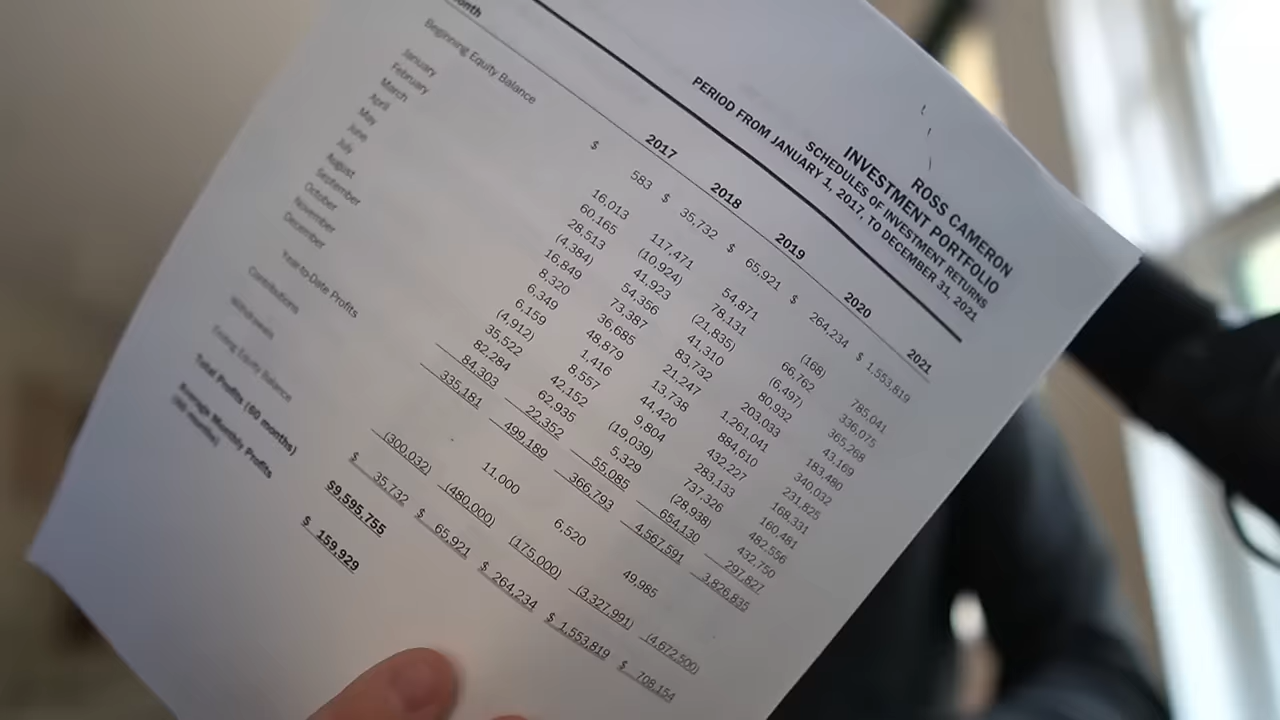 ROSS CAMERON
INVESTMENT PORTFOLIO
SCHEDULES OF INVESTMENT RETURNS
PERIOD FROM JANUARY 1, 2017, TO DECEMBER 31, 2021
Month 2017 2018 2019 2020 2021
Beginning Equity Balance $ 583 $ 35,732 $ 65,921 $ 264,234 $ 1,553,819
January 16,013 117,471 54,871 (168) 785,041
February 60,165 (10,924) 78,131 66,762 336,075
March 28,513 41,923 (21,835) (6,497) 365,268
April (4,384) 54,356 41,310 80,932 43,169
May 16,849 73,387 83,732 203,033 183,480
June 8,320 36,685 21,247 1,261,041 340,032
July 6,349 48,879 13,738 884,610 231,825
August 6,159 1,416 44,420 432,227 168,331
September (4,912) 8,557 9,804 283,133 160,481
October 35,522 42,152 (19,039) 737,326 482,556
November 82,284 62,935 5,329 (28,938) 432,750
December 84,303 22,352 55,085 654,130 297,827
Year-to-Date Profits 335,181 499,189 366,793 4,567,591 3,826,835
Contributions 11,000 6,520 49,985
Withdrawals (300,032) (480,000) (175,000) (3,327,991) (4,672,500)
Ending Equity Balance $ 35,732 $ 65,921 $ 264,234 $ 1,553,819 $ 708,154
Total Profits (60 months) $9,595,755
Average Monthly Profits $ 159,929
(60 months)